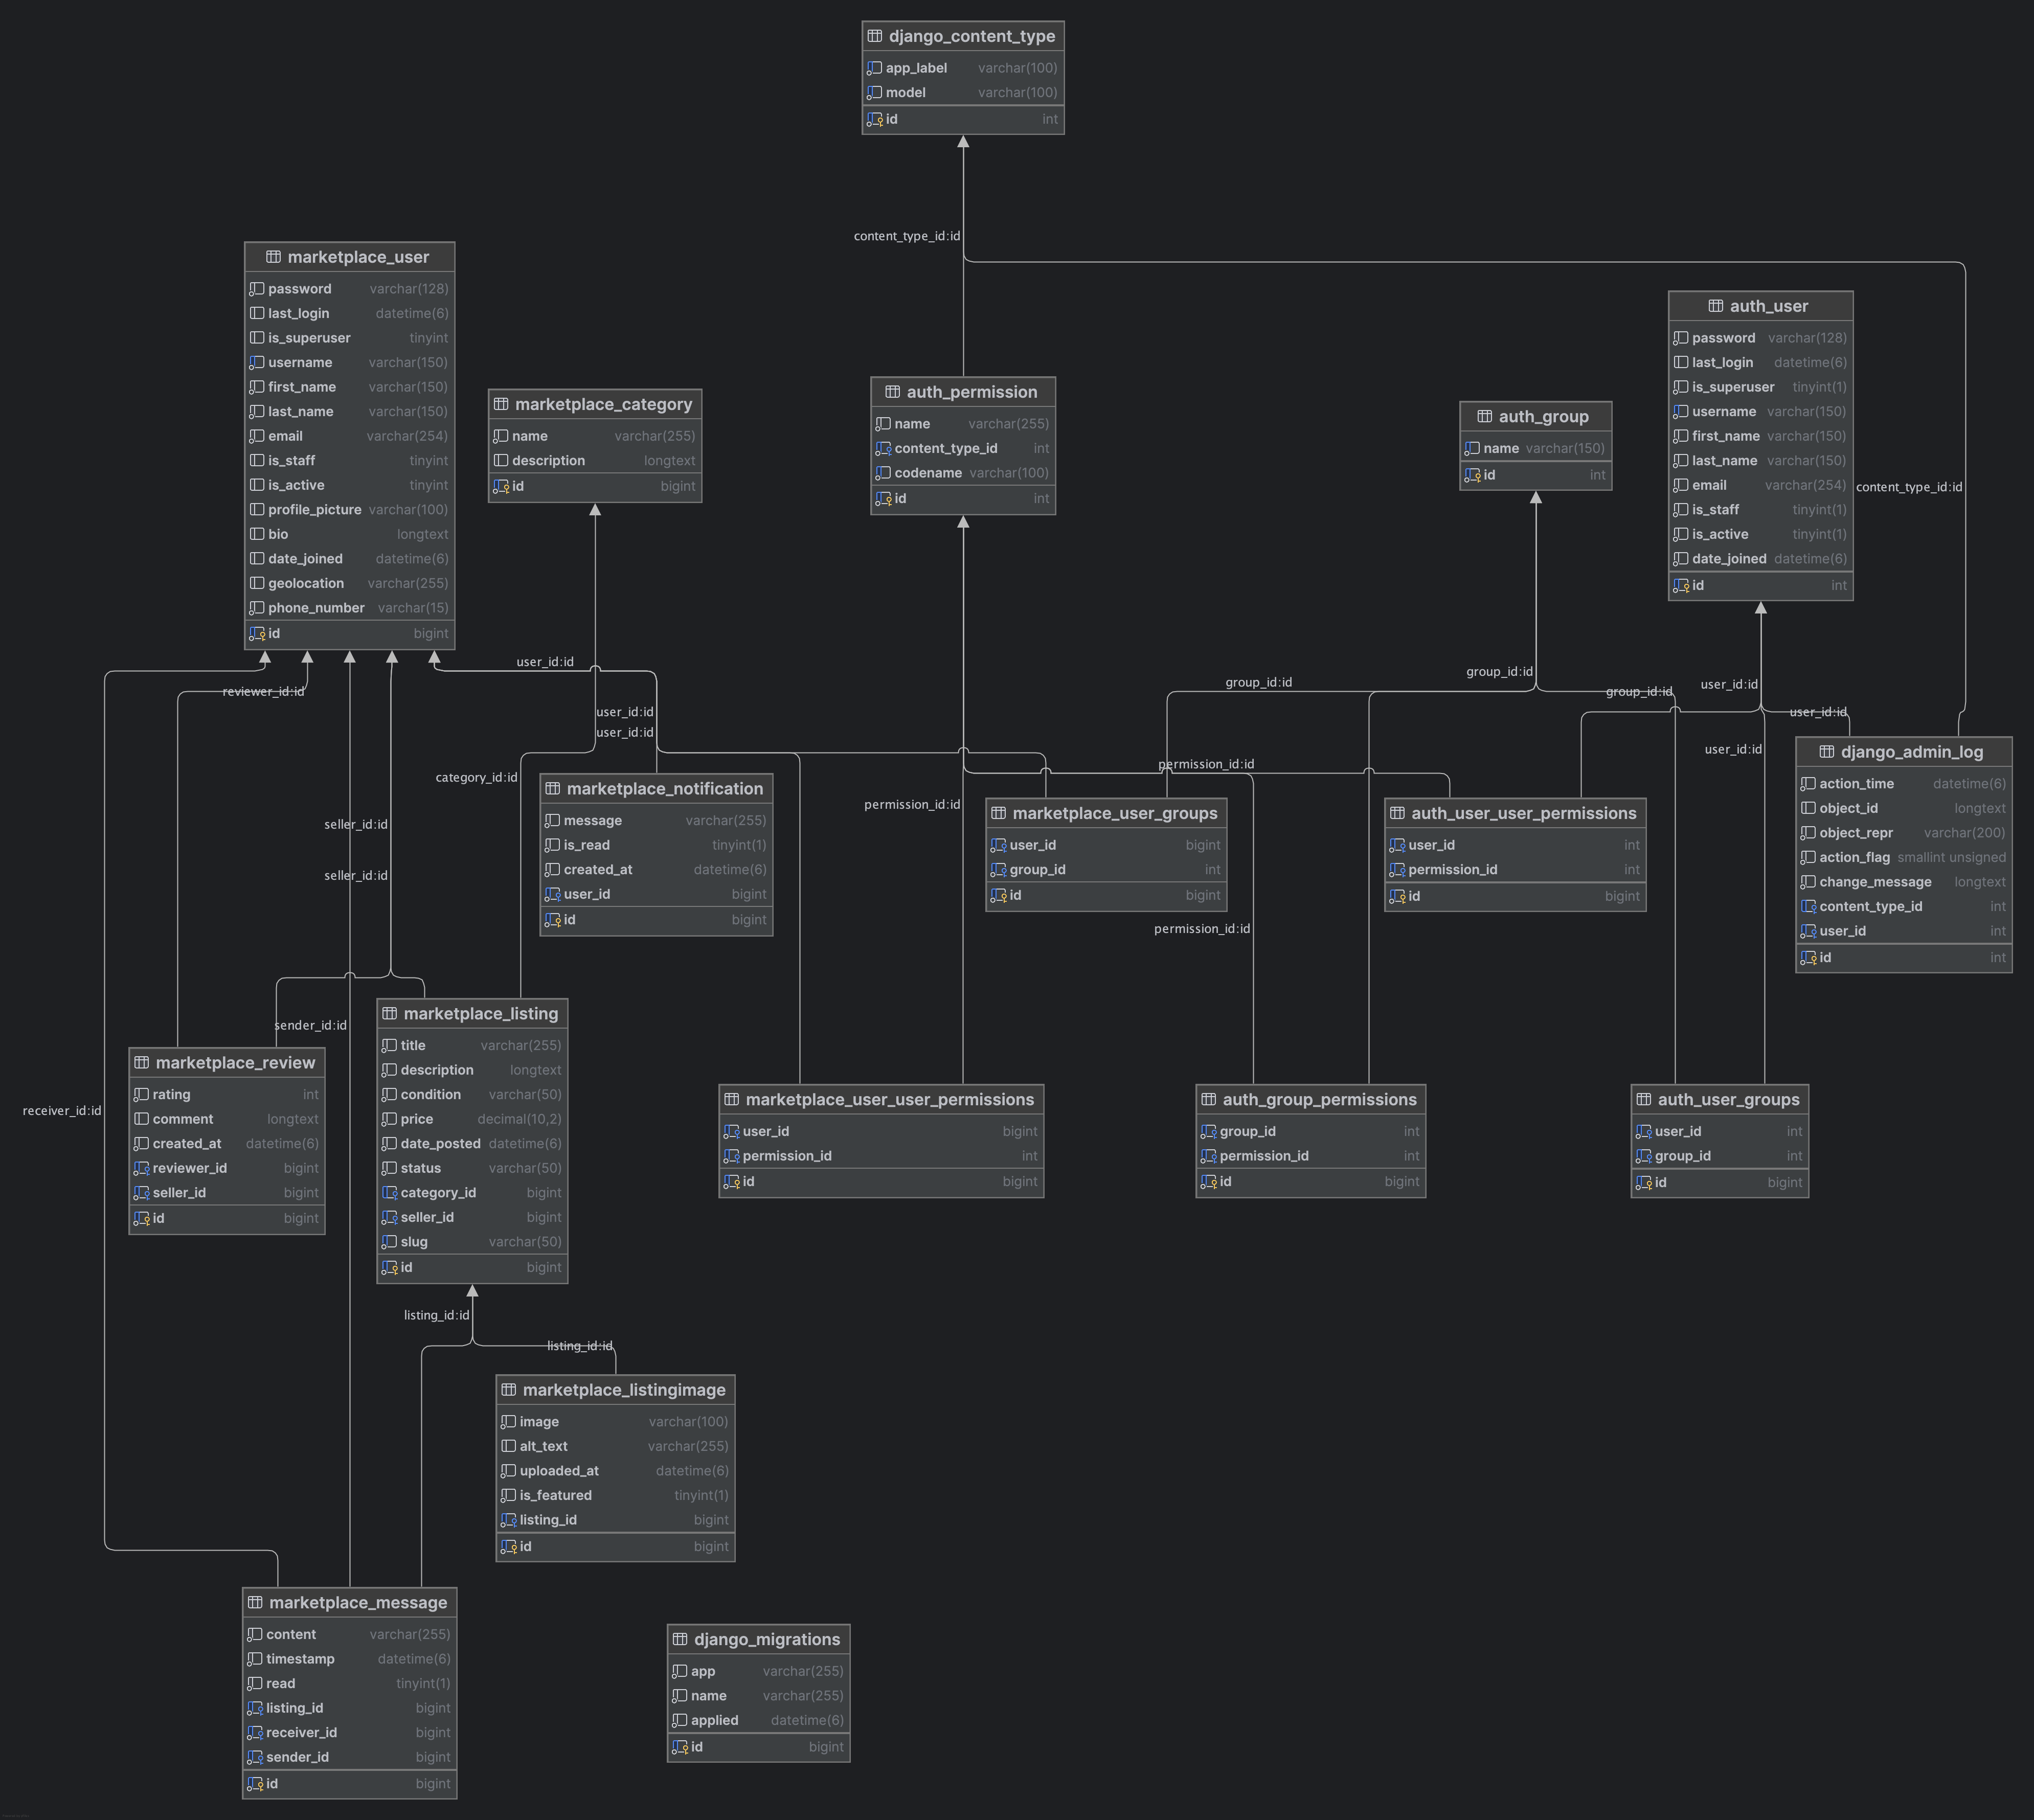 django_content_type
app_label varchar(100)
model varchar(100)
id int
content_type_id:id
marketplace_user
password varchar(128)
last_login datetime(6)
is_superuser tinyint
username varchar(150)
first_name varchar(150)
last_name varchar(150)
email varchar(254)
is_staff tinyint
is_active tinyint
profile_picture varchar(100)
bio longtext
date_joined datetime(6)
geolocation varchar(255)
phone_number varchar(15)
id bigint
marketplace_category
name varchar(255)
description longtext
id bigint
auth_permission
name varchar(255)
content_type_id int
codename varchar(100)
id int
auth_group
name varchar(150)
id int
auth_user
password varchar(128)
last_login datetime(6)
is_superuser tinyint(1)
username varchar(150)
first_name varchar(150)
last_name varchar(150)
email varchar(254)
is_staff tinyint(1)
is_active tinyint(1)
date_joined datetime(6)
id int
content_type_id:id
user_id:id
reviewer_id:id
user_id:id
user_id:id
category_id:id
seller_id:id
seller_id:id
sender_id:id
receiver_id:id
group_id:id
group_id:id
group_id:id
user_id:id
user_id:id
user_id:id
permission_id:id
permission_id:id
permission_id:id
marketplace_notification
message varchar(255)
is_read tinyint(1)
created_at datetime(6)
user_id bigint
id bigint
marketplace_user_groups
user_id bigint
group_id int
id bigint
auth_user_user_permissions
user_id int
permission_id int
id bigint
django_admin_log
action_time datetime(6)
object_id longtext
object_repr varchar(200)
action_flag smallint unsigned
change_message longtext
content_type_id int
user_id int
id int
marketplace_review
rating int
comment longtext
created_at datetime(6)
reviewer_id bigint
seller_id bigint
id bigint
marketplace_listing
title varchar(255)
description longtext
condition varchar(50)
price decimal(10,2)
date_posted datetime(6)
status varchar(50)
category_id bigint
seller_id bigint
slug varchar(50)
id bigint
marketplace_user_user_permissions
user_id bigint
permission_id int
id bigint
auth_group_permissions
group_id int
permission_id int
id bigint
auth_user_groups
user_id int
group_id int
id bigint
listing_id:id
listing_id:id
marketplace_listingimage
image varchar(100)
alt_text varchar(255)
uploaded_at datetime(6)
is_featured tinyint(1)
listing_id bigint
id bigint
marketplace_message
content varchar(255)
timestamp datetime(6)
read tinyint(1)
listing_id bigint
receiver_id bigint
sender_id bigint
id bigint
django_migrations
app varchar(255)
name varchar(255)
applied datetime(6)
id bigint